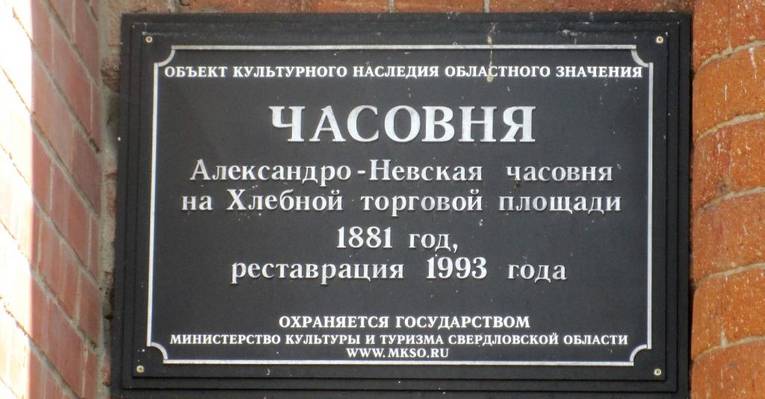 ОБЪЕКТ КУЛЬТУРНОГО НАСЛЕДИЯ ОБЛАСТНОГО ЗНАЧЕНИЯ
ЧАСОВНЯ
Александро-Невская часовня
на Хлебной торговой площади
1881 год,
реставрация 1993 года
ОХРАНЯЕТСЯ ГОСУДАРСТВОМ
МИНИСТЕРСТВО КУЛЬТУРЫ И ТУРИЗМА СВЕРДЛОВСКОЙ ОБЛАСТИ
WWW.MKSO.RU